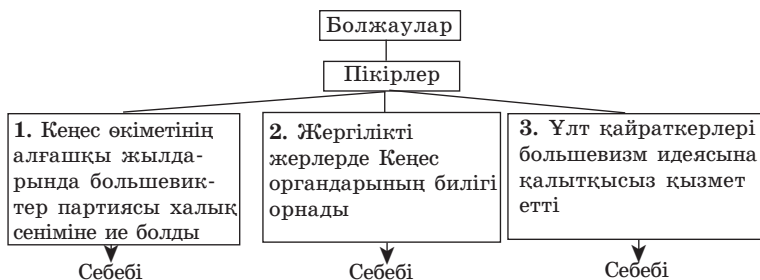 Болжаулар
Пікірлер
1. Кеңес өкіметінің
алғашқы жылда-
рында большевик-
тер партиясы халық
сеніміне ие болды
2. Жергілікті
жерлерде Кеңес
органдарының билігі
орнады
3. Ұлт қайраткерлері
большевизм идеясына
қалытқысыз қызмет
етті
Себебі
Себебі
Себебі